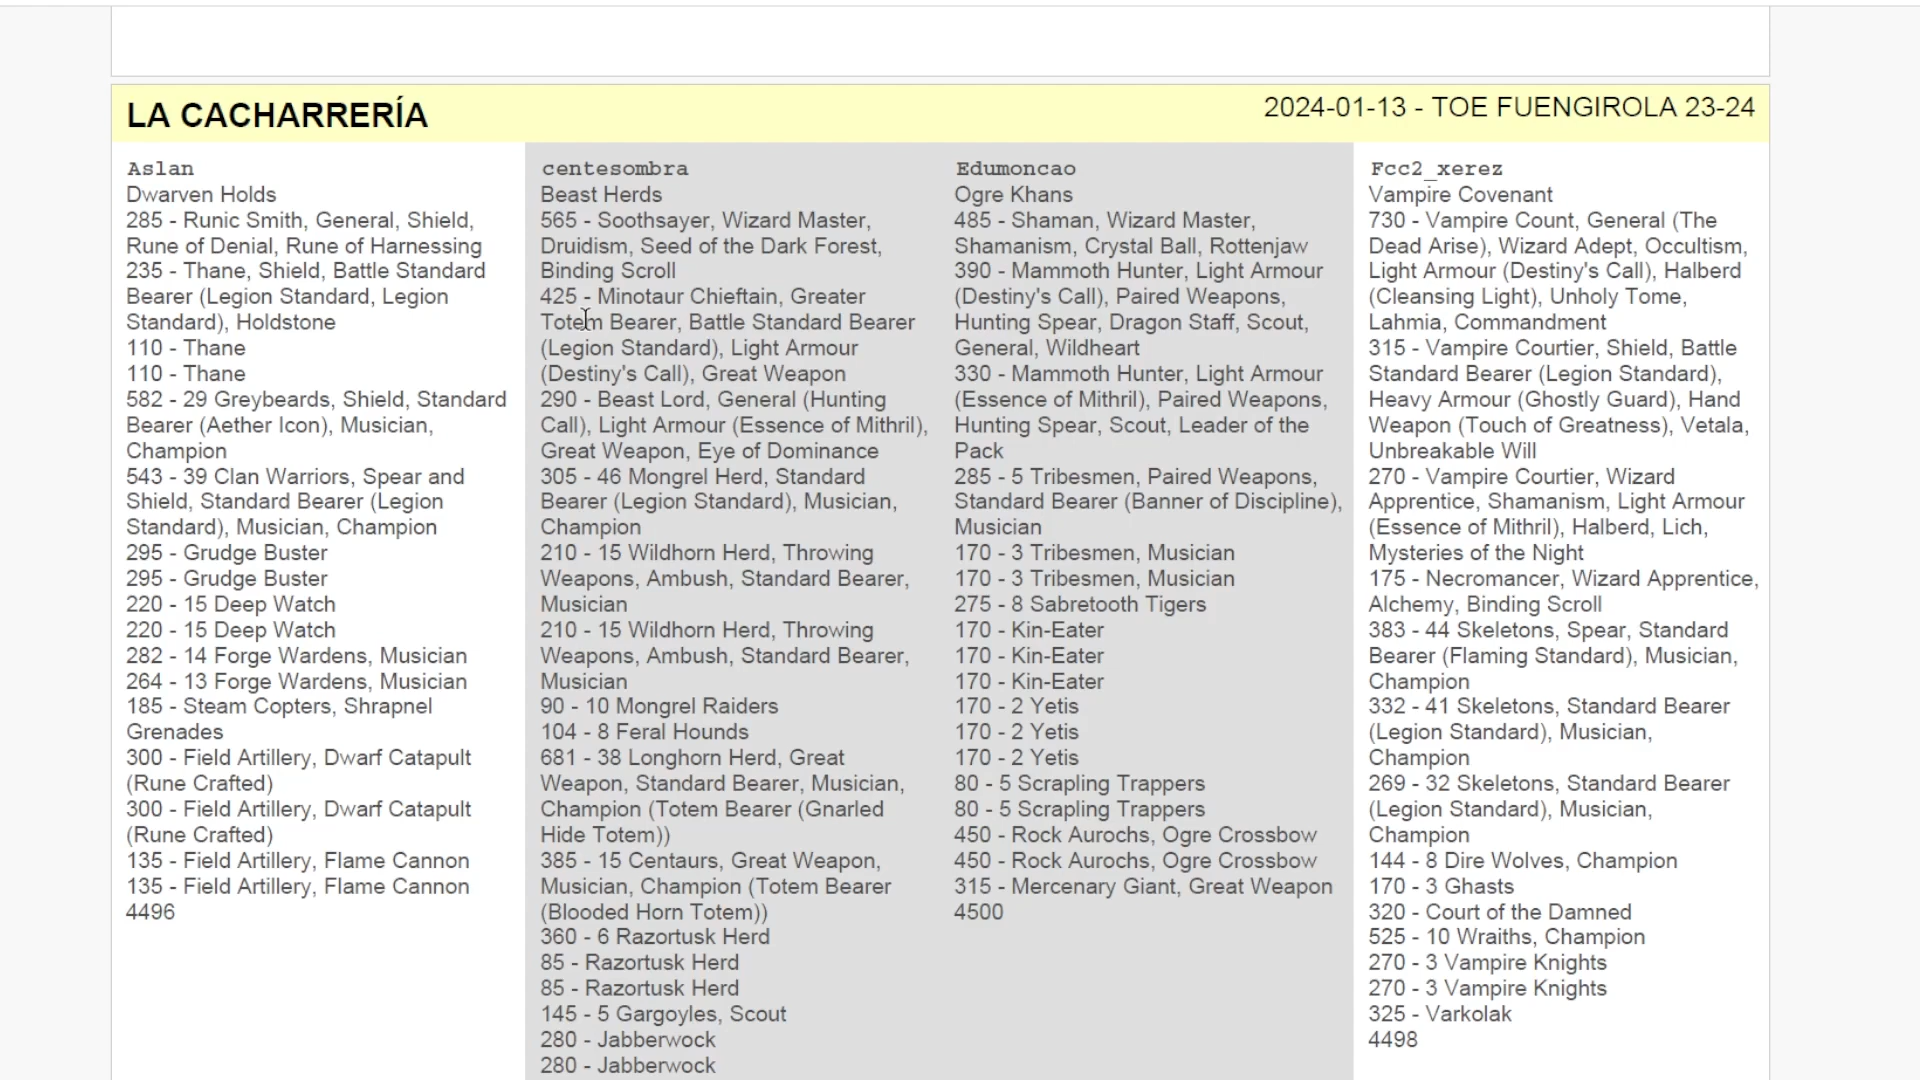 LA CACHARRERÍA
2024-01-13 - TOE FUENGIROLA 23-24
Aslan
Dwarven Holds
285 - Runic Smith, General, Shield,
Rune of Denial, Rune of Harnessing
235 - Thane, Shield, Battle Standard
Bearer (Legion Standard, Legion
Standard), Holdstone
110 - Thane
110 - Thane
582 - 29 Greybeards, Shield, Standard
Bearer (Aether Icon), Musician,
Champion
543 - 39 Clan Warriors, Spear and
Shield, Standard Bearer (Legion
Standard), Musician, Champion
295 - Grudge Buster
295 - Grudge Buster
220 - 15 Deep Watch
220 - 15 Deep Watch
282 - 14 Forge Wardens, Musician
264 - 13 Forge Wardens, Musician
185 - Steam Copters, Shrapnel
Grenades
300 - Field Artillery, Dwarf Catapult
(Rune Crafted)
300 - Field Artillery, Dwarf Catapult
(Rune Crafted)
135 - Field Artillery, Flame Cannon
135 - Field Artillery, Flame Cannon
4496
centesombra
Beast Herds
565 - Soothsayer, Wizard Master,
Druidism, Seed of the Dark Forest,
Binding Scroll
425 - Minotaur Chieftain, Greater
Totem Bearer, Battle Standard Bearer
(Legion Standard), Light Armour
(Destiny's Call), Great Weapon
290 - Beast Lord, General (Hunting
Call), Light Armour (Essence of Mithril),
Great Weapon, Eye of Dominance
305 - 46 Mongrel Herd, Standard
Bearer (Legion Standard), Musician,
Champion
210 - 15 Wildhorn Herd, Throwing
Weapons, Ambush, Standard Bearer,
Musician
210 - 15 Wildhorn Herd, Throwing
Weapons, Ambush, Standard Bearer,
Musician
90 - 10 Mongrel Raiders
104 - 8 Feral Hounds
681 - 38 Longhorn Herd, Great
Weapon, Standard Bearer, Musician,
Champion (Totem Bearer (Gnarled
Hide Totem))
385 - 15 Centaurs, Great Weapon,
Musician, Champion (Totem Bearer
(Blooded Horn Totem))
360 - 6 Razortusk Herd
85 - Razortusk Herd
85 - Razortusk Herd
145 - 5 Gargoyles, Scout
280 - Jabberwock
280 - Jabberwock
Edumoncao
Ogre Khans
485 - Shaman, Wizard Master,
Shamanism, Crystal Ball, Rottenjaw
390 - Mammoth Hunter, Light Armour
(Destiny's Call), Paired Weapons,
Hunting Spear, Dragon Staff, Scout,
General, Wildheart
330 - Mammoth Hunter, Light Armour
(Essence of Mithril), Paired Weapons,
Hunting Spear, Scout, Leader of the
Pack
285 - 5 Tribesmen, Paired Weapons,
Standard Bearer (Banner of Discipline),
Musician
170 - 3 Tribesmen, Musician
170 - 3 Tribesmen, Musician
275 - 8 Sabretooth Tigers
170 - Kin-Eater
170 - Kin-Eater
170 - Kin-Eater
170 - 2 Yetis
170 - 2 Yetis
170 - 2 Yetis
80 - 5 Scrapling Trappers
80 - 5 Scrapling Trappers
450 - Rock Aurochs, Ogre Crossbow
450 - Rock Aurochs, Ogre Crossbow
315 - Mercenary Giant, Great Weapon
4500
Fcc2_xerez
Vampire Covenant
730 - Vampire Count, General (The
Dead Arise), Wizard Adept, Occultism,
Light Armour (Destiny's Call), Halberd
(Cleansing Light), Unholy Tome,
Lahmia, Commandment
315 - Vampire Courtier, Shield, Battle
Standard Bearer (Legion Standard),
Heavy Armour (Ghostly Guard), Hand
Weapon (Touch of Greatness), Vetala,
Unbreakable Will
270 - Vampire Courtier, Wizard
Apprentice, Shamanism, Light Armour
(Essence of Mithril), Halberd, Lich,
Mysteries of the Night
175 - Necromancer, Wizard Apprentice,
Alchemy, Binding Scroll
383 - 44 Skeletons, Spear, Standard
Bearer (Flaming Standard), Musician,
Champion
332 - 41 Skeletons, Standard Bearer
(Legion Standard), Musician,
Champion
269 - 32 Skeletons, Standard Bearer
(Legion Standard), Musician,
Champion
144 - 8 Dire Wolves, Champion
170 - 3 Ghasts
320 - Court of the Damned
525 - 10 Wraiths, Champion
270 - 3 Vampire Knights
270 - 3 Vampire Knights
325 - Varkolak
4498